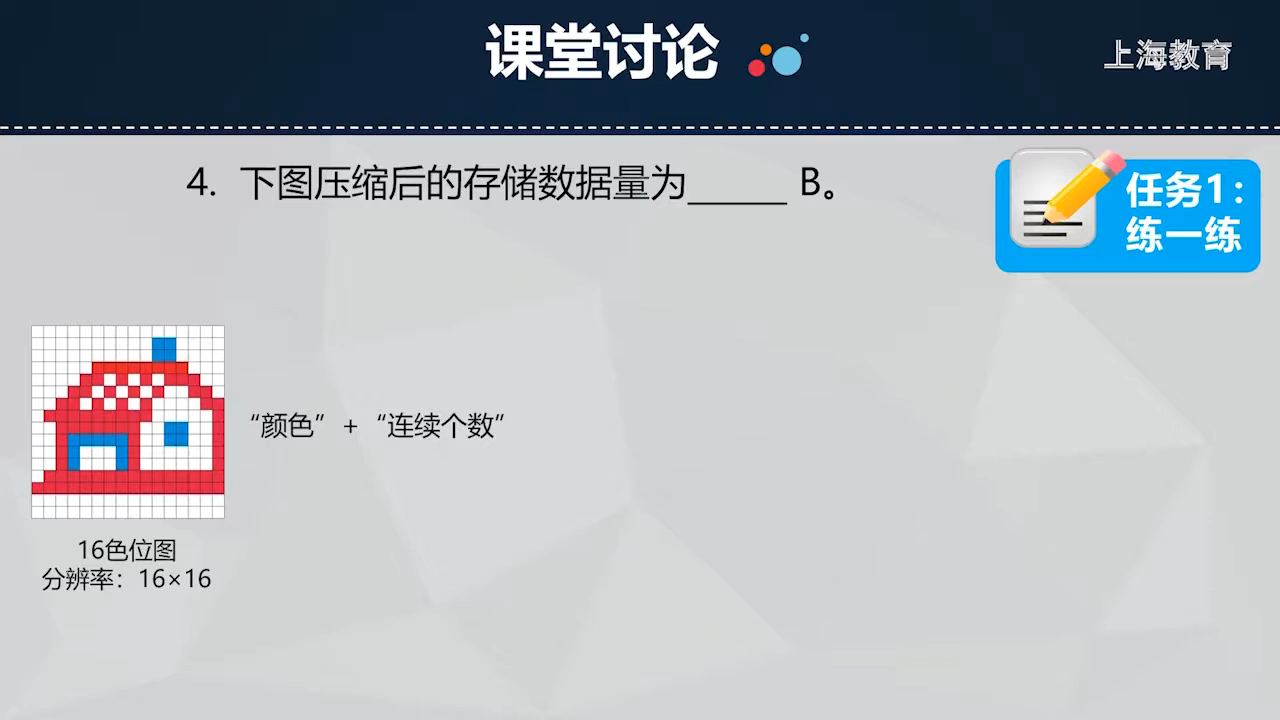 课堂讨论
上海教育
4. 下图压缩后的存储数据量为______ B。
任务1：
练一练
“颜色” + “连续个数”
16色位图
分辨率：16×16